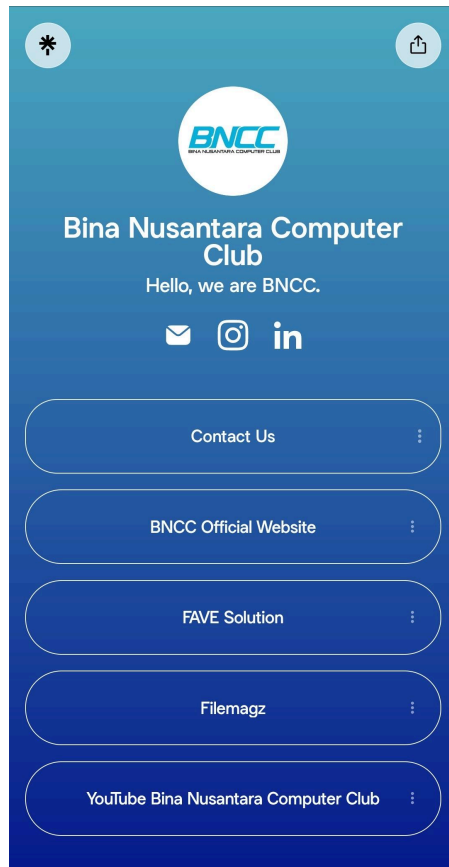 BNCC
BINA NUSANTARA COMPUTER CLUB
Bina Nusantara Computer
Club
Hello, we are BNCC.
in
Contact Us
BNCC Official Website
FAVE Solution
Filemagz
YouTube Bina Nusantara Computer Club